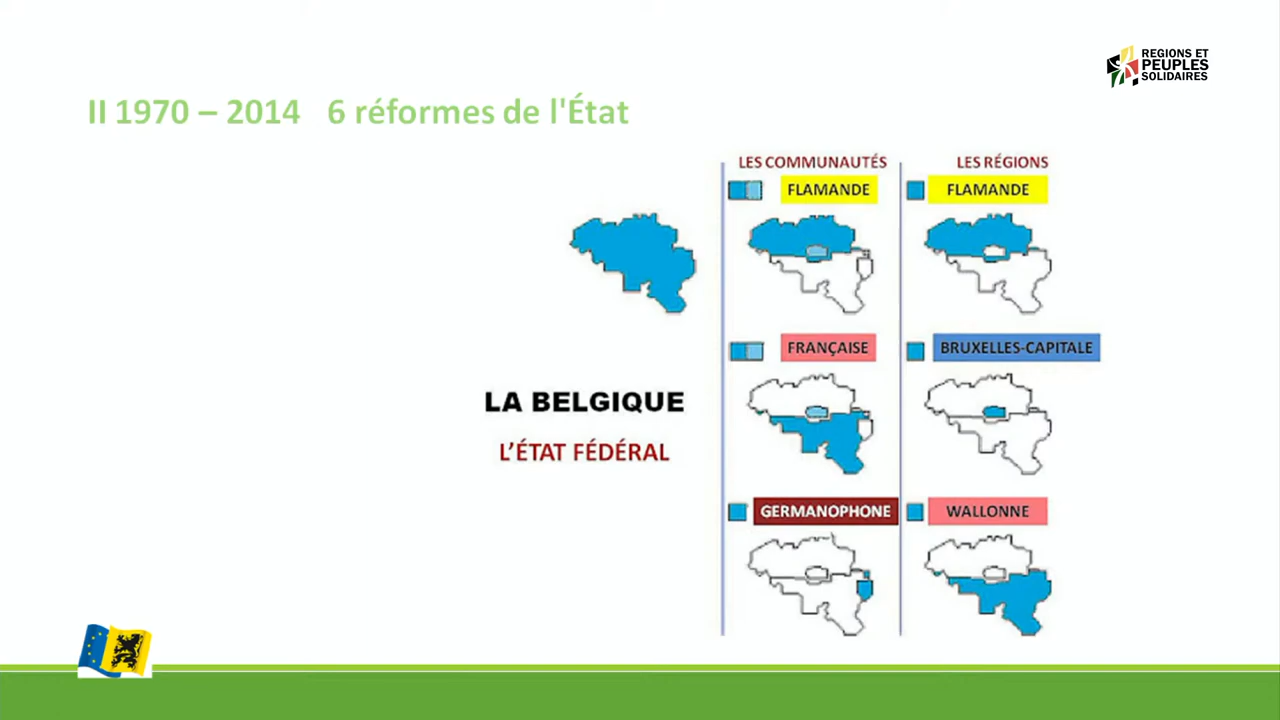 REGIONS ET
PEUPLES
SOLIDAIRES
II 1970 – 2014 6 réformes de l'État
LES COMMUNAUTÉS
LES RÉGIONS
FLAMANDE
FLAMANDE
FRANÇAISE
BRUXELLES-CAPITALE
LA BELGIQUE
L’ÉTAT FÉDÉRAL
GERMANOPHONE
WALLONNE